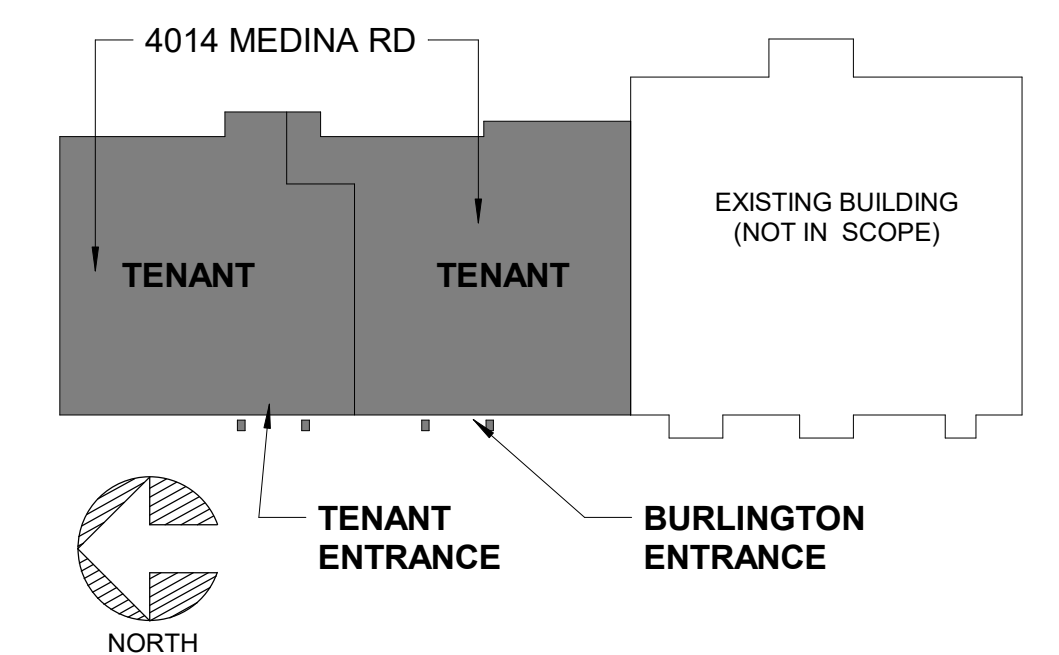 4014 MEDINA RD
EXISTING BUILDING
(NOT IN SCOPE)
TENANT
TENANT
TENANT
ENTRANCE
BURLINGTON
ENTRANCE
NORTH